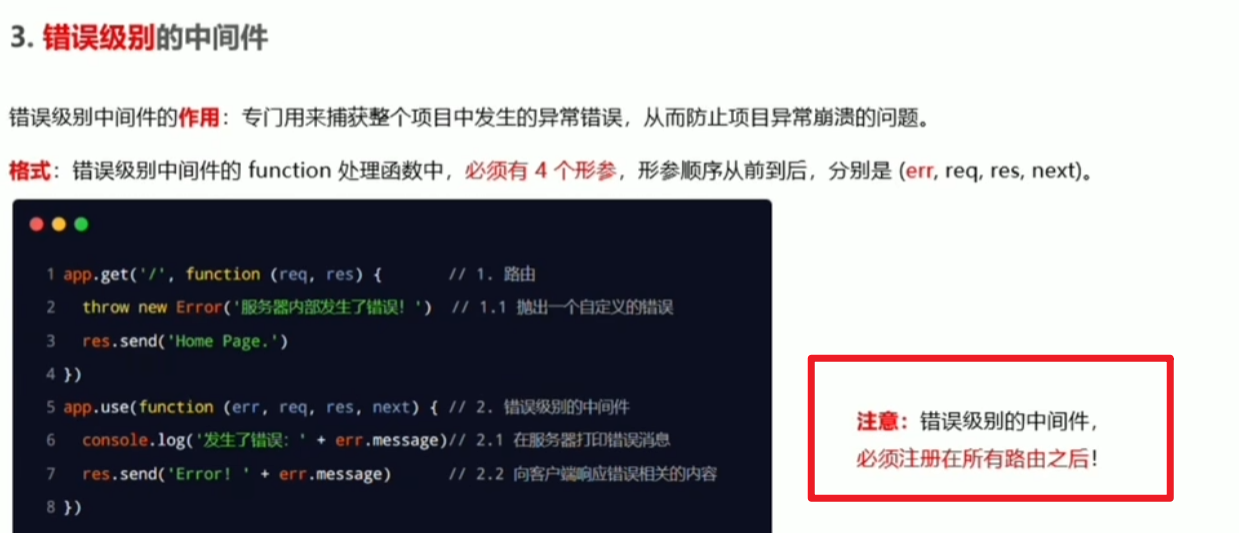 3. 错误级别的中间件
错误级别中间件的作用：专门用来捕获整个项目中发生的异常错误，从而防止项目异常崩溃的问题。
格式：错误级别中间件的 function 处理函数中，必须有 4 个形参，形参顺序从前到后，分别是 (err, req, res, next)。
1 app.get('/', function (req, res) { // 1. 路由
2 throw new Error('服务器内部发生了错误！') // 1.1 抛出一个自定义的错误
3 res.send('Home Page.')
4 })
5 app.use(function (err, req, res, next) { // 2. 错误级别的中间件
6 console.log('发生了错误：' + err.message)// 2.1 在服务器打印错误消息
7 res.send('Error! ' + err.message) // 2.2 向客户端响应错误相关的内容
8 })
注意：错误级别的中间件，
必须注册在所有路由之后！